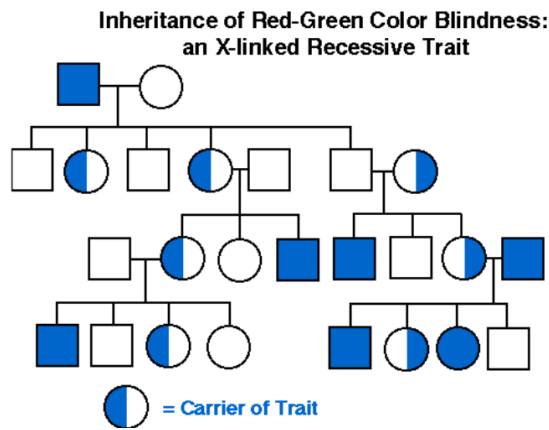 Inheritance of Red-Green Color Blindness:
an X-linked Recessive Trait
= Carrier of Trait